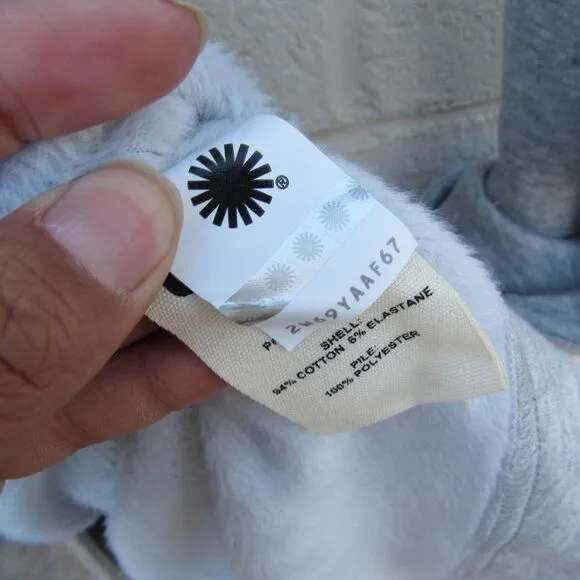 ®
2W69YAAF67
SHELL:
94% COTTON 6% ELASTANE
PILE:
100% POLYESTER